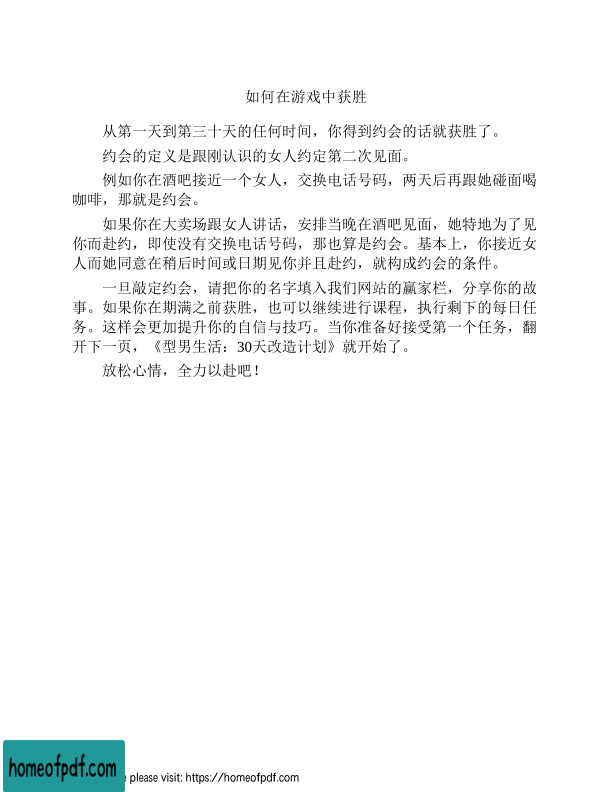 如何在游戏中获胜
从第一天到第三十天的任何时间，你得到约会的话就获胜了。
约会的定义是跟刚认识的女人约定第二次见面。
例如你在酒吧接近一个女人，交换电话号码，两天后再跟她碰面喝
咖啡，那就是约会。
如果你在大卖场跟女人讲话，安排当晚在酒吧见面，她特地为了见
你而赴约，即使没有交换电话号码，那也算是约会。基本上，你接近女
人而她同意在稍后时间或日期见你并且赴约，就构成约会的条件。
一旦敲定约会，请把你的名字填入我们网站的赢家栏，分享你的故
事。如果你在期满之前获胜，也可以继续进行课程，执行剩下的每日任
务。这样会更加提升你的自信与技巧。当你准备好接受第一个任务，翻
开下一页，《型男生活：30天改造计划》就开始了。
放松心情，全力以赴吧！
homeofpdf.com
e please visit: https://homeofpdf.com